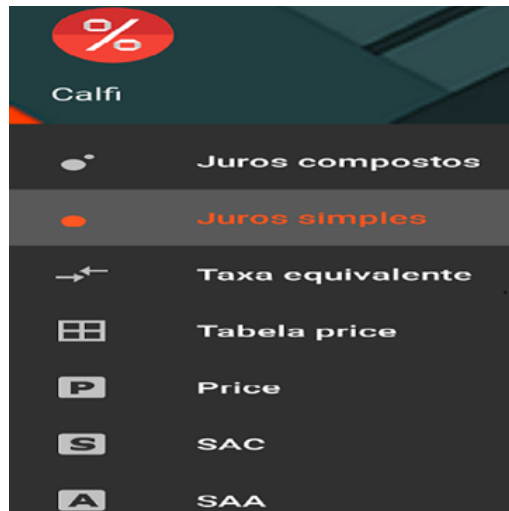 %
Calfi
Juros compostos
Juros simples
Taxa equivalente
Tabela price
P Price
S SAC
A SAA